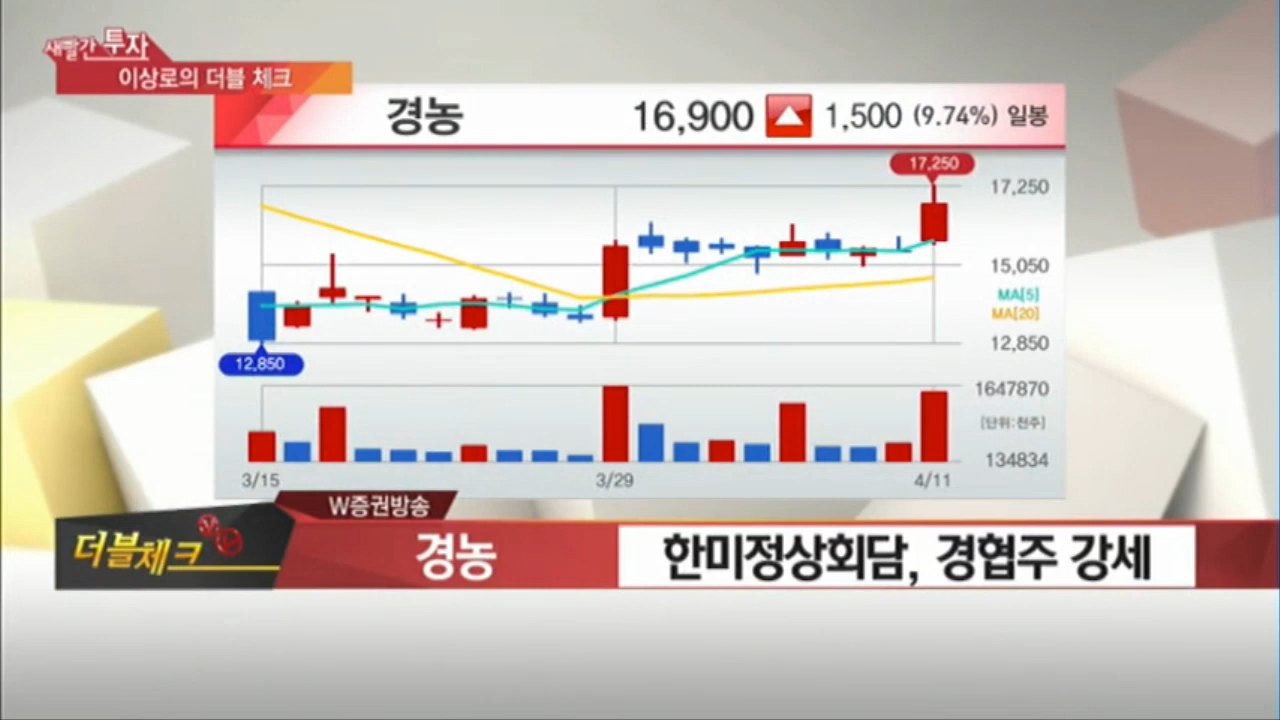 새빨간 투자
이상로의 더블 체크
경농 16,900 1,500 (9.74%) 일봉
17,250
17,250
15,050
MA[5]
MA[20]
12,850
12,850
1647870
[단위:천주]
134834
3/15 3/29 4/11
W증권방송
더블체크
경농 한미정상회담, 경협주 강세